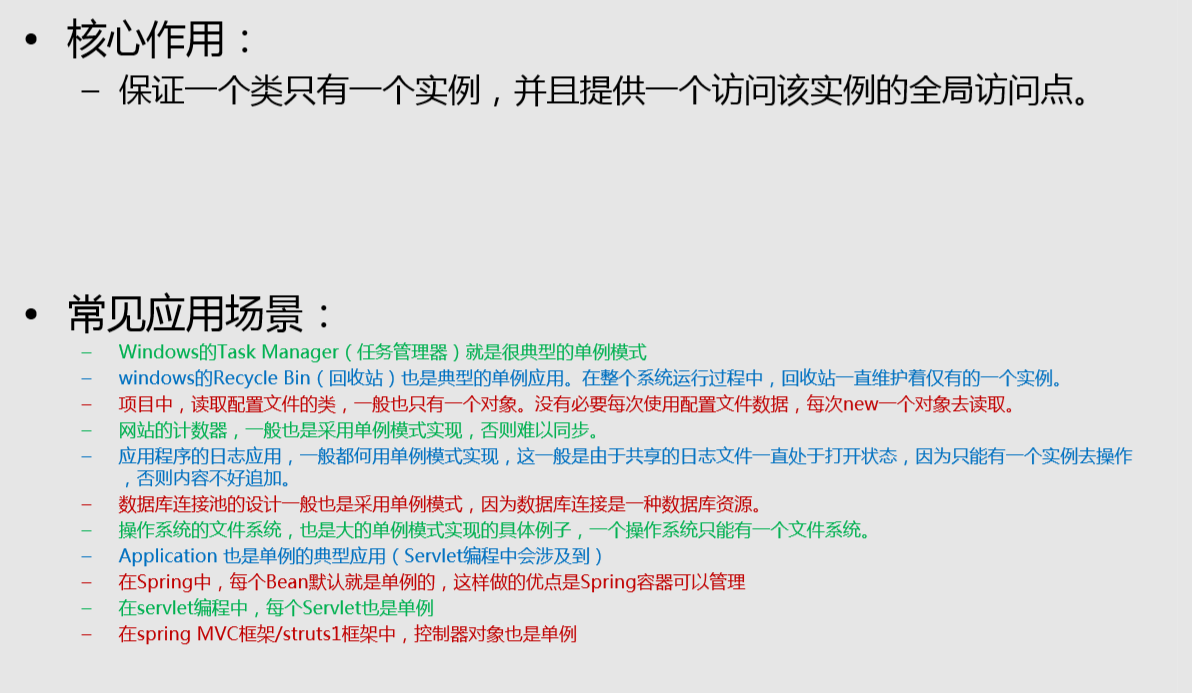 • 核心作用：
– 保证一个类只有一个实例，并且提供一个访问该实例的全局访问点。
• 常见应用场景：
– Windows的Task Manager（任务管理器）就是很典型的单例模式
– windows的Recycle Bin（回收站）也是典型的单例应用。在整个系统运行过程中，回收站一直维护着仅有的一个实例。
– 项目中，读取配置文件的类，一般也只有一个对象。没有必要每次使用配置文件数据，每次new一个对象去读取。
– 网站的计数器，一般也是采用单例模式实现，否则难以同步。
– 应用程序的日志应用，一般都何用单例模式实现，这一般是由于共享的日志文件一直处于打开状态，因为只能有一个实例去操作
，否则内容不好追加。
– 数据库连接池的设计一般也是采用单例模式，因为数据库连接是一种数据库资源。
– 操作系统的文件系统，也是大的单例模式实现的具体例子，一个操作系统只能有一个文件系统。
– Application 也是单例的典型应用（Servlet编程中会涉及到）
– 在Spring中，每个Bean默认就是单例的，这样做的优点是Spring容器可以管理
– 在servlet编程中，每个Servlet也是单例
– 在spring MVC框架/struts1框架中，控制器对象也是单例